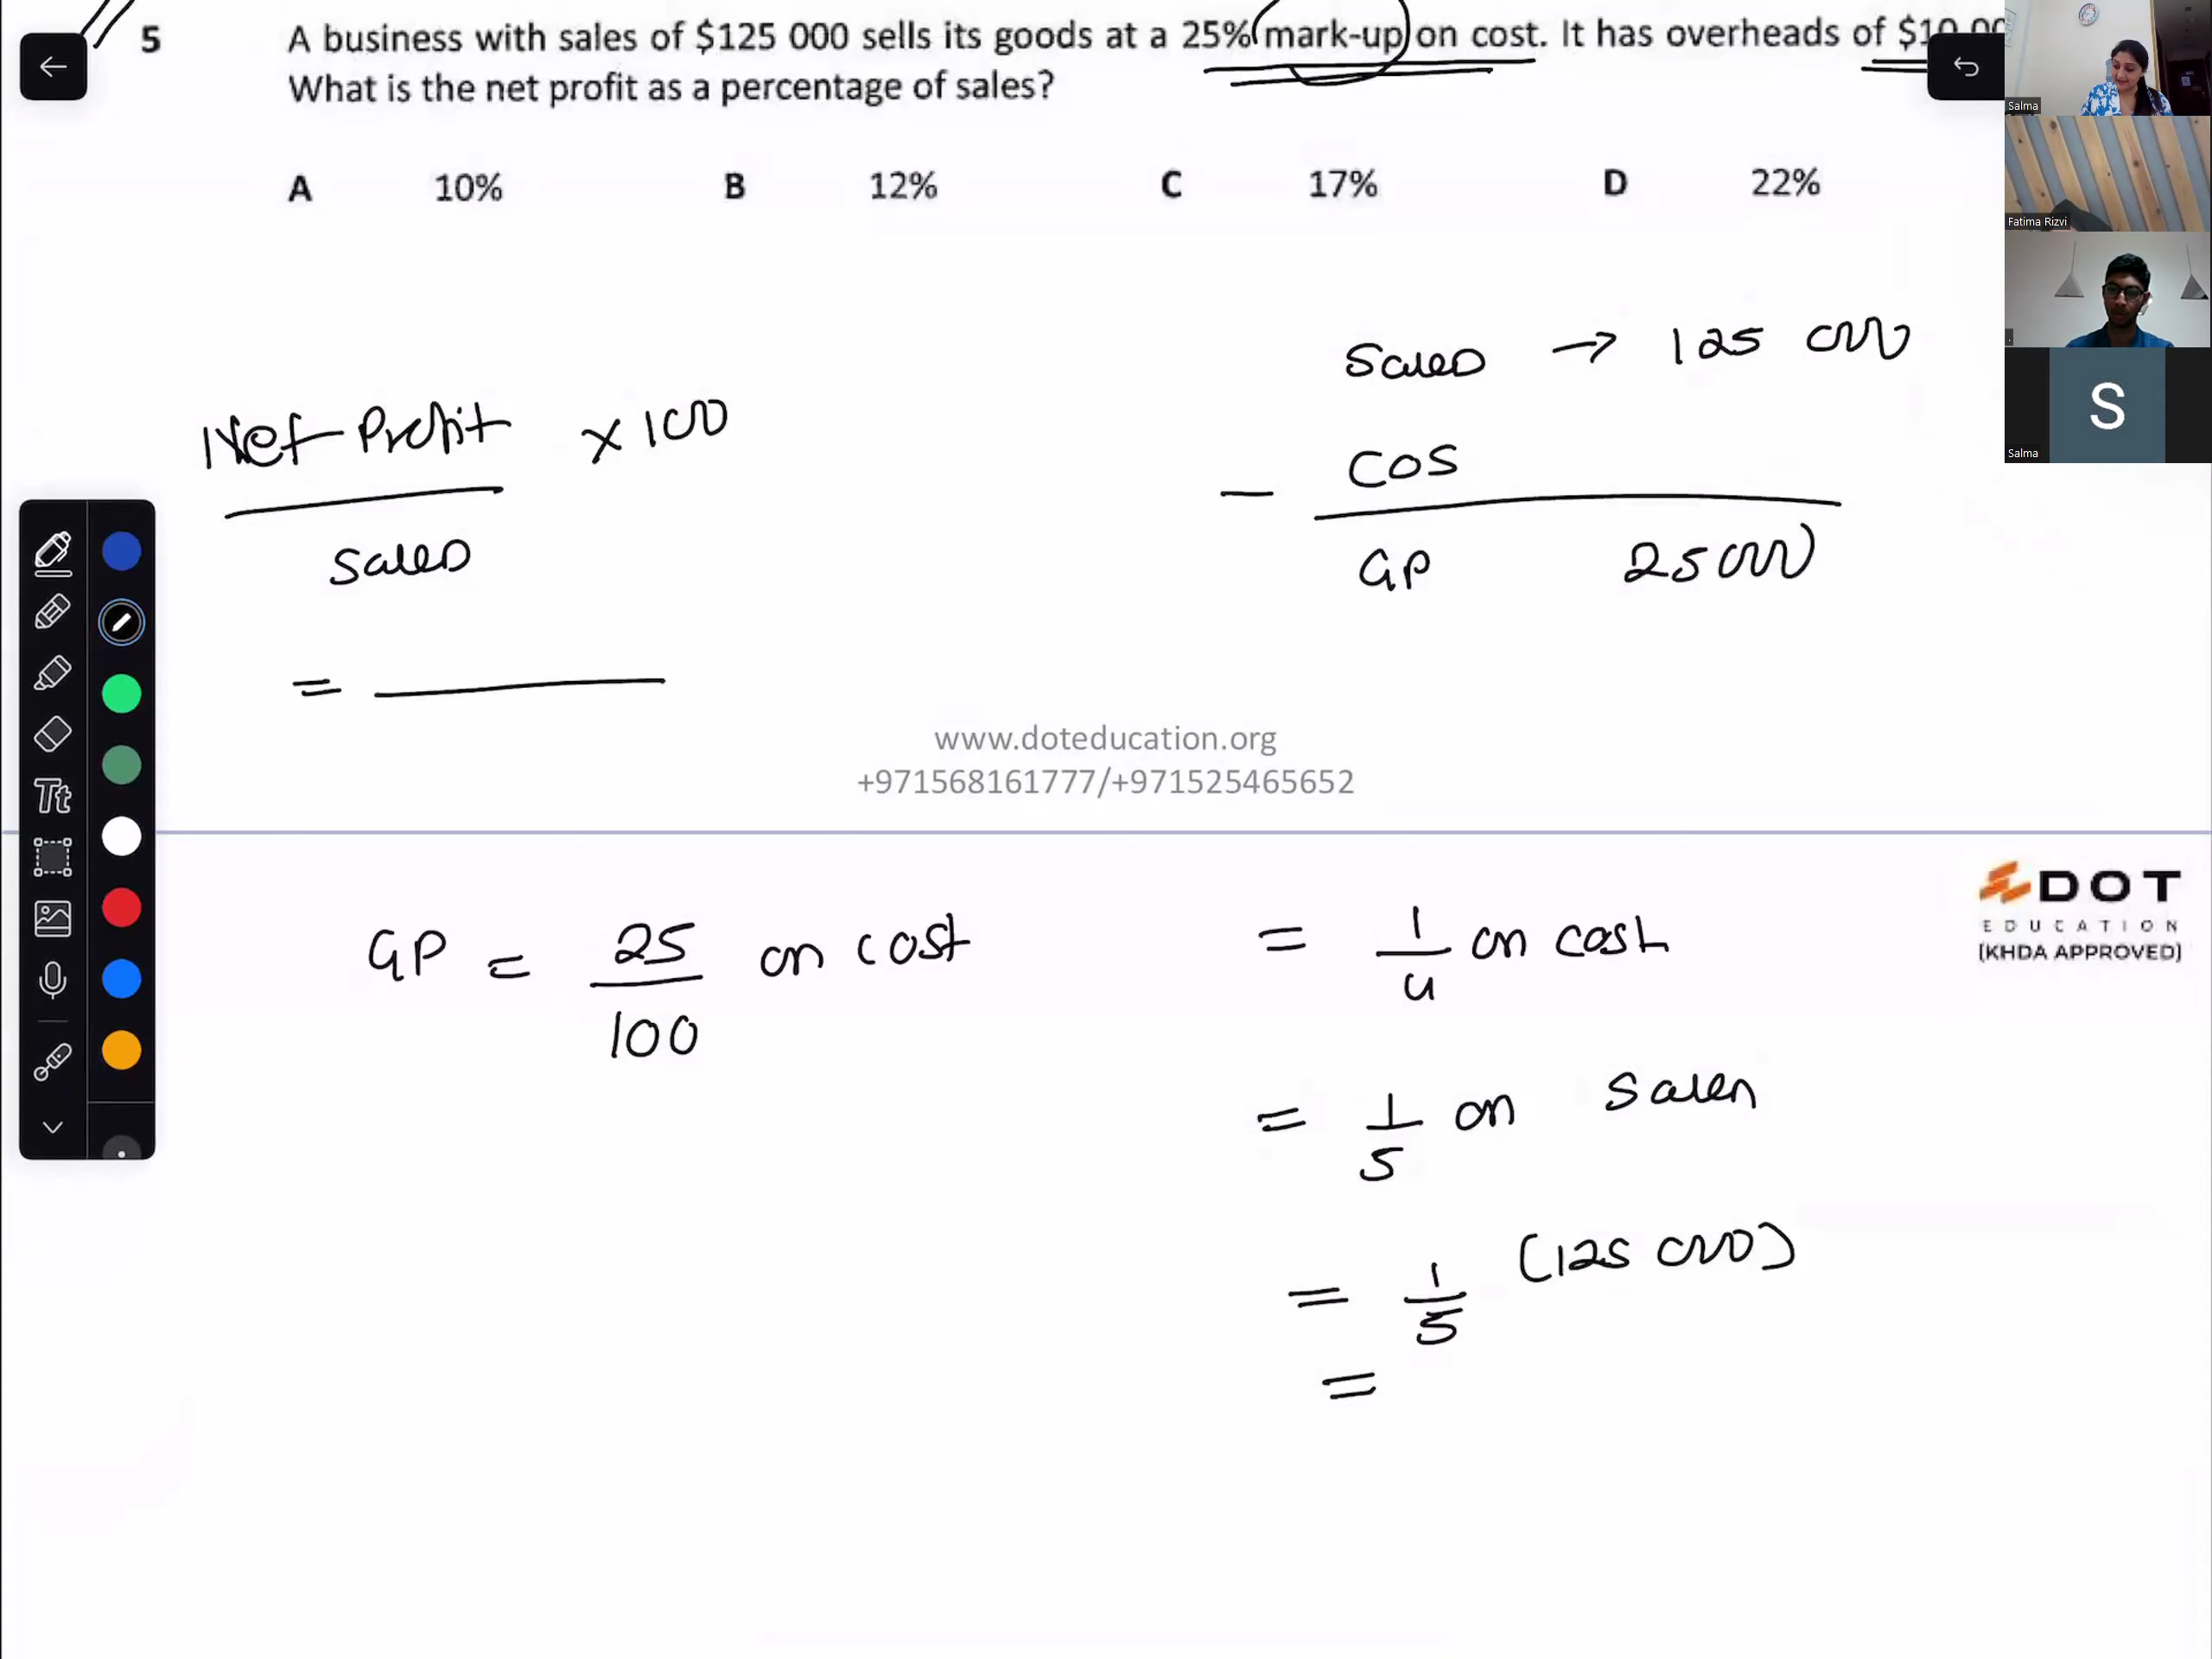 5 A business with sales of $125 000 sells its goods at a 25% mark-up on cost. It has overheads of $10 00
What is the net profit as a percentage of sales?
A 10% B 12% C 17% D 22%
Salma
Fatima Rizvi
S
Salma
Sales → 125 000
Net Profit × 100
COS
Sales
GP 25000
=
www.doteducation.org
+971568161777/+971525465652
DOT
EDUCATION
(KHDA APPROVED)
GP = 25 on cost = 1 on cost
100 4
= 1 on Sales
5
= 1 (125 000)
5
=
Tt